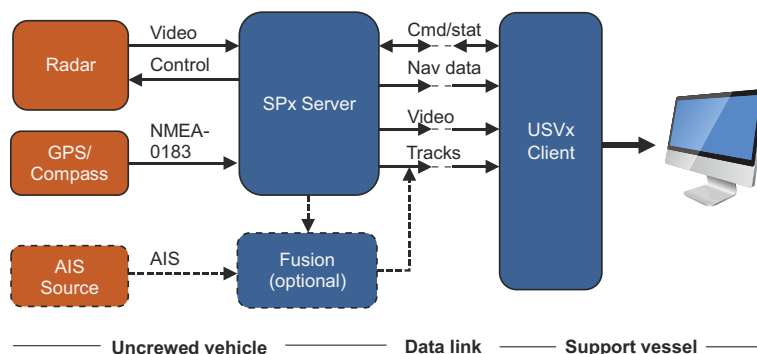 Video
Cmd/stat
Radar
Control
Nav data
SPx Server
NMEA-
0183
Video
USVx
Client
GPS/
Compass
Tracks
AIS
Source
AIS
Fusion
(optional)
Uncrewed vehicle
Data link
Support vessel